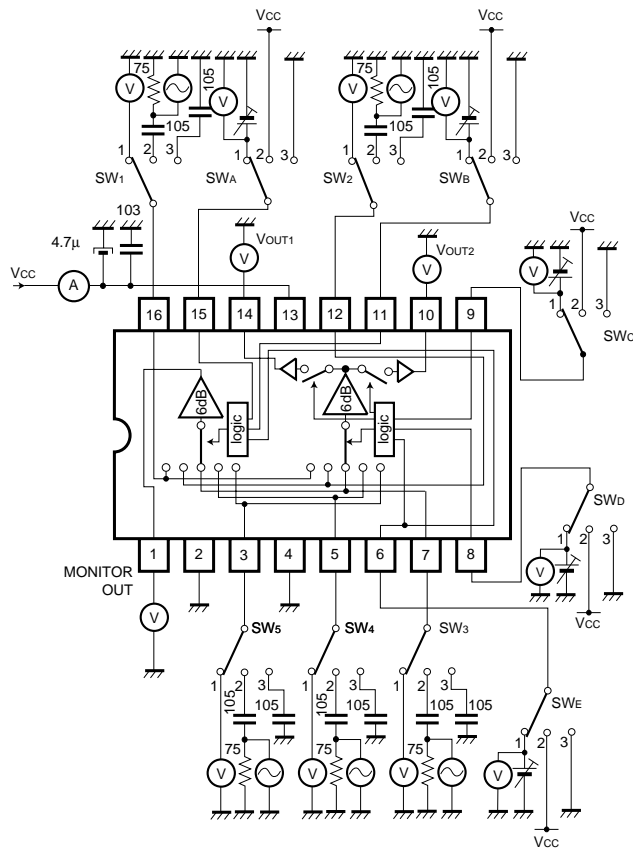 VCC VCC
75 105 75 105
V V V V
105 105
1 2 3 1 2 3 1 2 3 1 2 3
SW1 SWA SW2 SWB
103
4.7μ
VOUT1 VOUT2
V V
VCC
VCC A
V
1 2 3
SWC
16 15 14 13 12 11 10 9
6dB logic 6dB logic
SWD
1 2 3
1 2 3 4 5 6 7 8
MONITOR
OUT
V V
VCC
SW5 SW4 SW3
1 2 3 1 2 3 1 2 3
SWE
105 105 105 105 105 105
1 2 3
75 75 75
V V V V
VCC